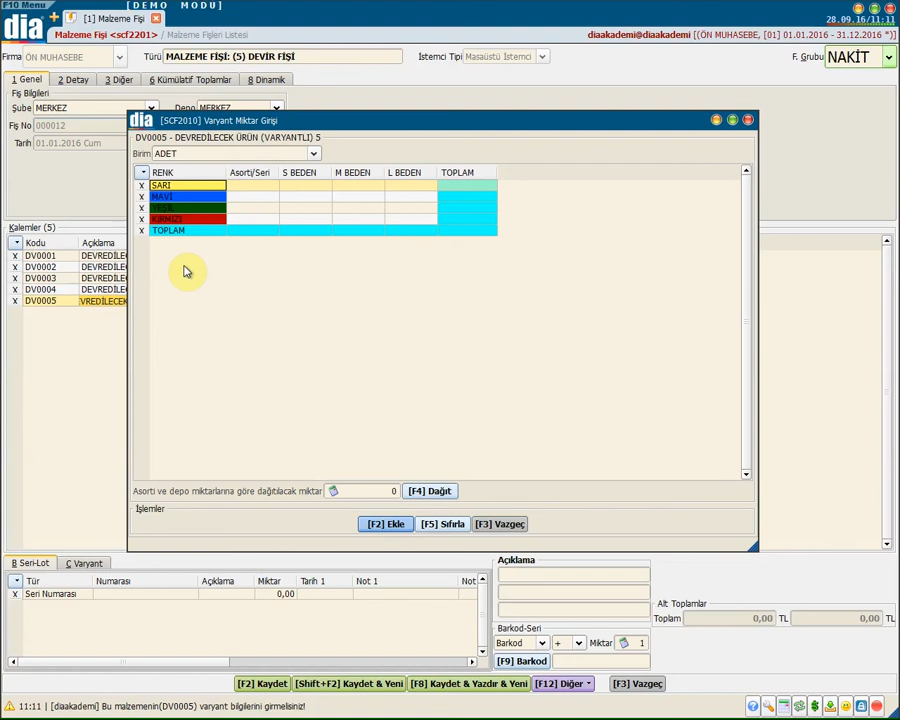 F10 Menu
[DEMO MODU]
dia
[1] Malzeme Fişi
28.09.16/11:11
Malzeme Fişi <scf2201>
Malzeme Fişleri Listesi
diaakademi@diaakademi (ÖN MUHASEBE, [01] 01.01.2016 - 31.12.2016 *)
Firma ÖN MUHASEBE Türü MALZEME FİŞİ: (5) DEVİR FİŞİ İstemci Tipi Masaüstü İstemci F. Grubu NAKİT
1 Genel 2 Detay 3 Diğer 6 Kümülatif Toplamlar 8 Dinamik
Fiş Bilgileri
Şube MERKEZ Depo MERKEZ
Fiş No 000012
Tarih 01.01.2016 Cum
dia [SCF2010] Varyant Miktar Girişi
DV0005 - DEVREDİLECEK ÜRÜN (VARYANTLI) 5
Birim ADET
RENK Asorti/Seri S BEDEN M BEDEN L BEDEN TOPLAM
X SARI
X MAVİ
X YEŞİL
X KIRMIZI
X TOPLAM
Kalemler (5)
Kodu Açıklama
X DV0001 DEVREDİLEC
X DV0002 DEVREDİLEC
X DV0003 DEVREDİLEC
X DV0004 DEVREDİLEC
X DV0005 VREDİLECEK
Asorti ve depo miktarlarına göre dağıtılacak miktar 0 [F4] Dağıt
İşlemler
[F2] Ekle [F5] Sıfırla [F3] Vazgeç
B Seri-Lot C Varyant
Tür Numarası Açıklama Miktar Tarih 1 Not 1 Not
X Seri Numarası 0,00
Açıklama
Alt Toplamlar
Toplam 0,00 TL 0,00 TL
Barkod-Seri
Barkod + Miktar 1
[F9] Barkod
[F2] Kaydet [Shift+F2] Kaydet & Yeni [F8] Kaydet & Yazdır & Yeni [F12] Diğer [F3] Vazgeç
11:11 | [diaakademi] Bu malzemenin(DV0005) varyant bilgilerini girmelisiniz!